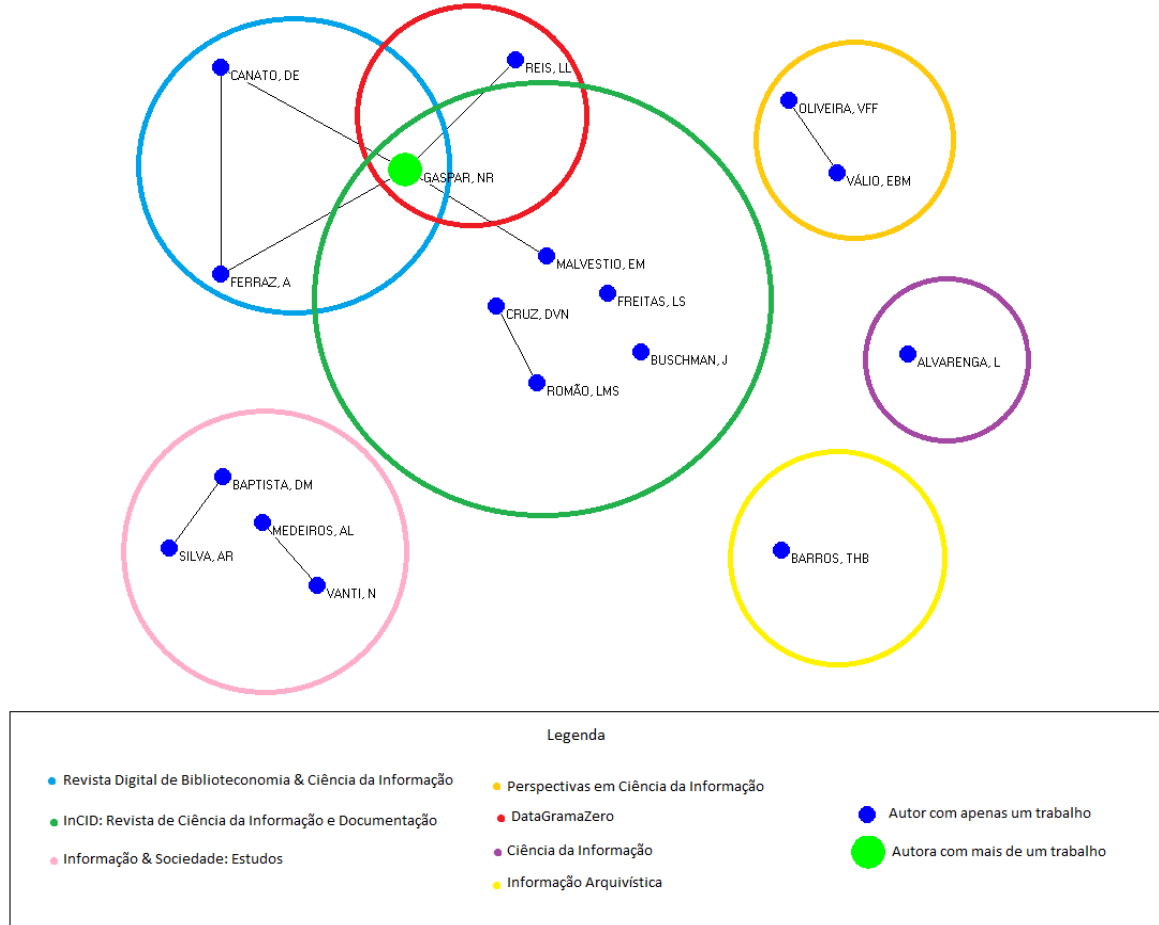 CANATO, DE
REIS, LL
OLIVEIRA, VFF
GASPAR, NR
VÁLIO, EBM
MALVESTIO, EM
FERRAZ, A
FREITAS, LS
CRUZ, DVN
BUSCHMAN, J
ALVARENGA, L
ROMÃO, LMS
BAPTISTA, DM
MEDEIROS, AL
SILVA, AR
BARROS, THB
VANTI, N
Legenda
Revista Digital de Biblioteconomia & Ciência da Informação
InCID: Revista de Ciência da Informação e Documentação
Informação & Sociedade: Estudos
Perspectivas em Ciência da Informação
DataGramaZero
Ciência da Informação
Informação Arquivística
Autor com apenas um trabalho
Autora com mais de um trabalho